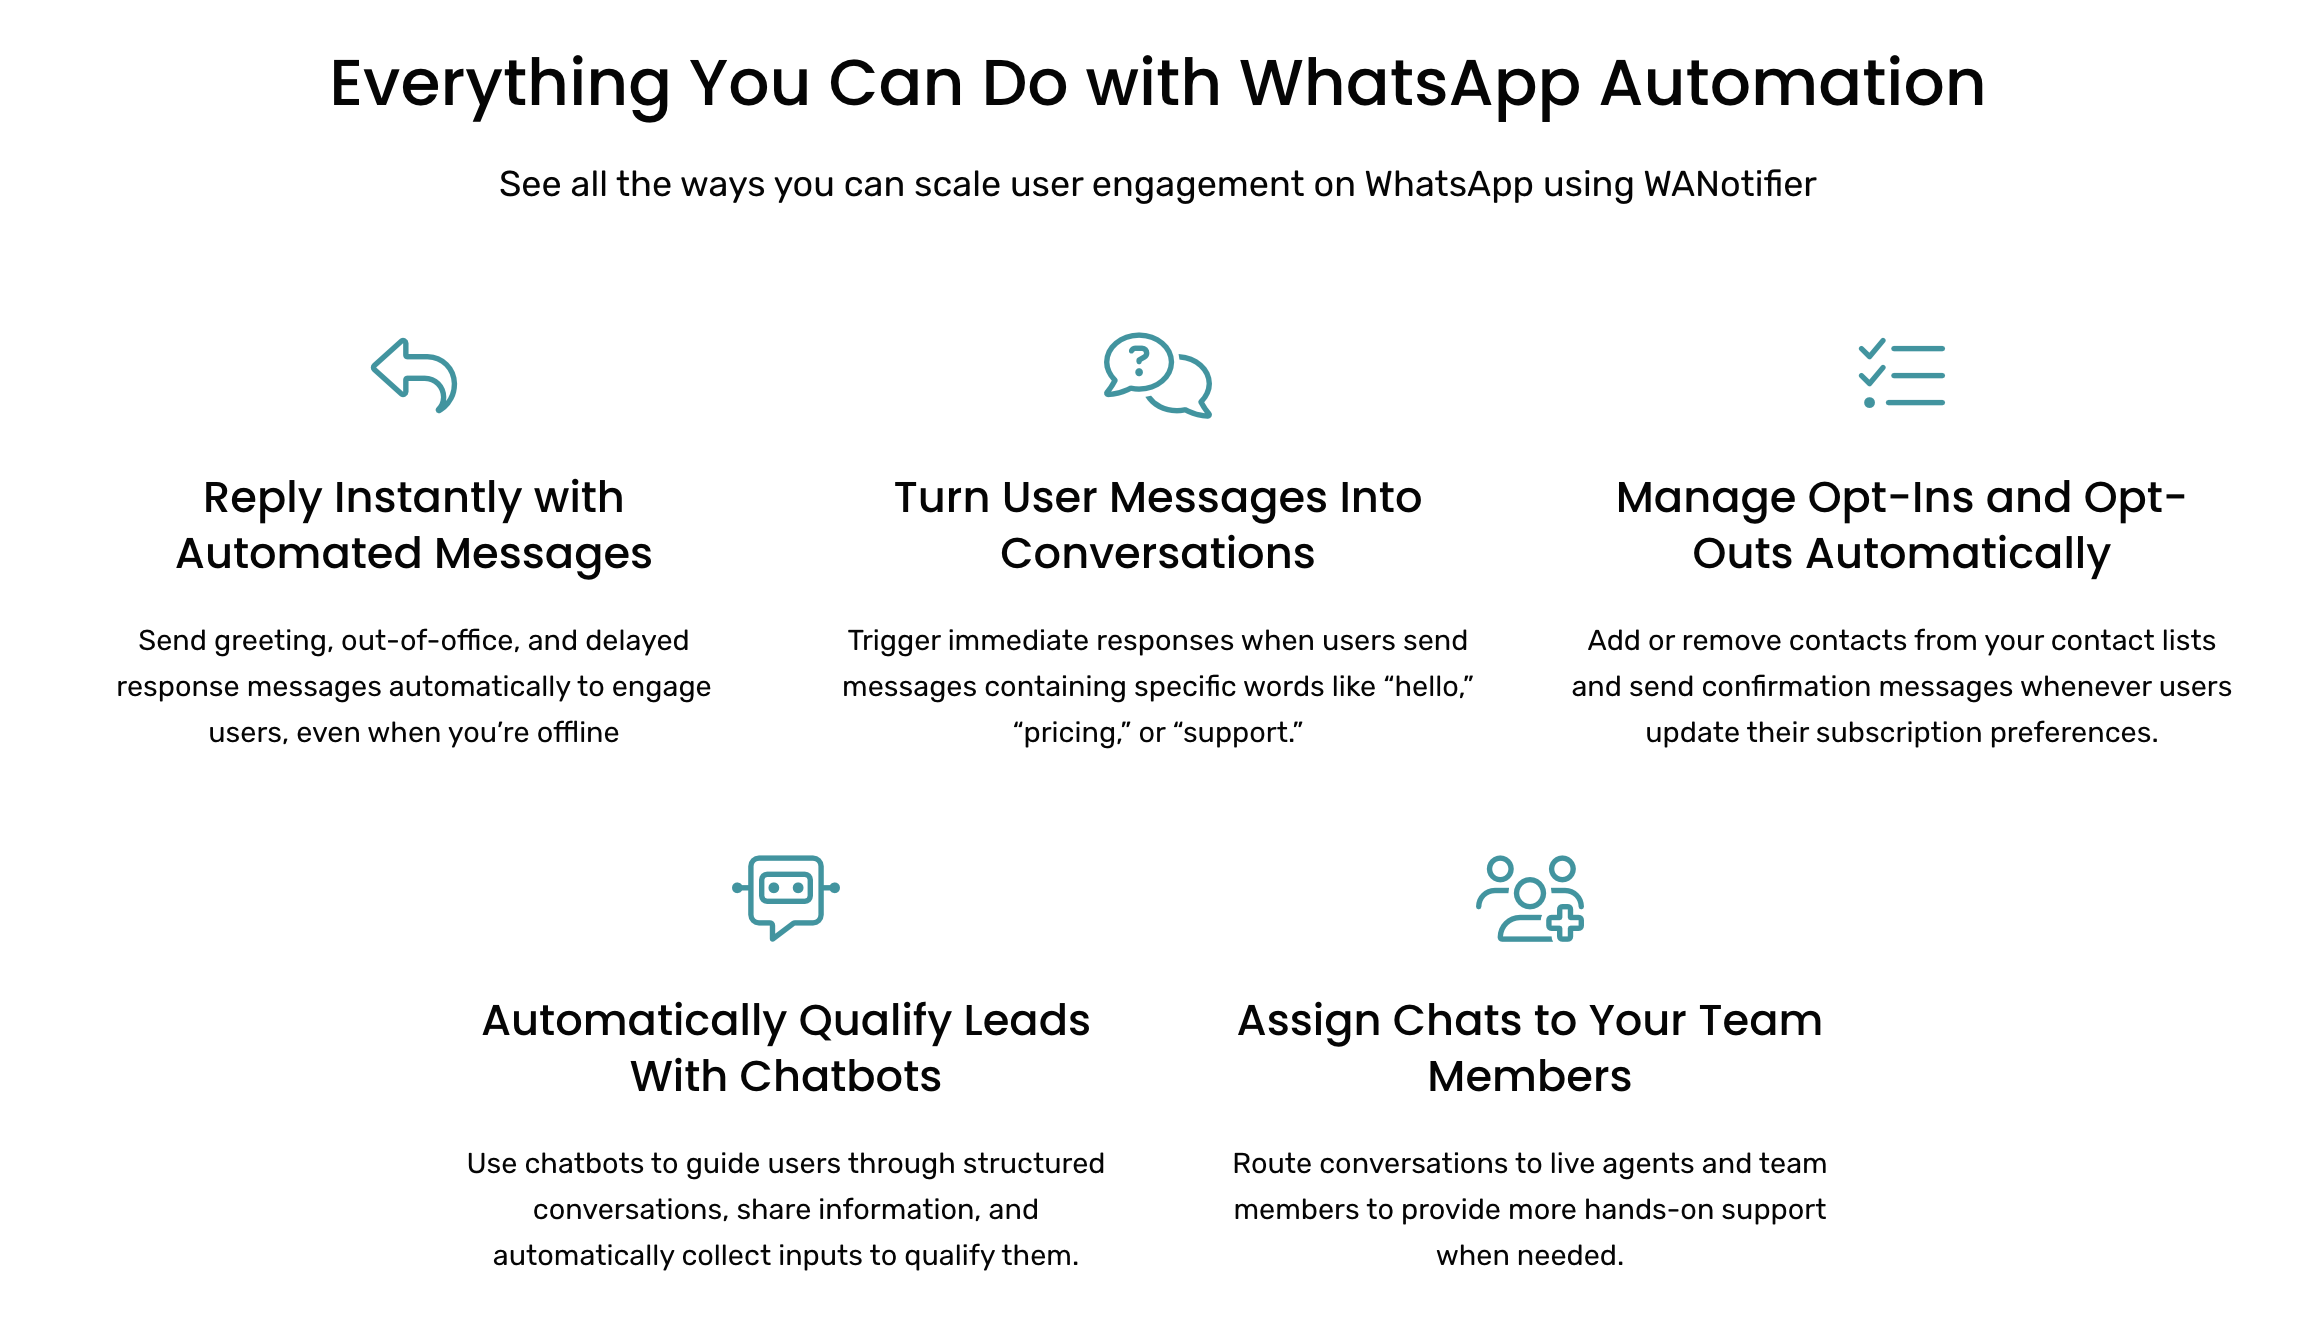 Everything You Can Do with WhatsApp Automation
See all the ways you can scale user engagement on WhatsApp using WANotifier
?
Reply Instantly with
Automated Messages
Send greeting, out-of-office, and delayed
response messages automatically to engage
users, even when you’re offline
Turn User Messages Into
Conversations
Trigger immediate responses when users send
messages containing specific words like “hello,”
“pricing,” or “support.”
Manage Opt-Ins and Opt-
Outs Automatically
Add or remove contacts from your contact lists
and send confirmation messages whenever users
update their subscription preferences.
Automatically Qualify Leads
With Chatbots
Use chatbots to guide users through structured
conversations, share information, and
automatically collect inputs to qualify them.
Assign Chats to Your Team
Members
Route conversations to live agents and team
members to provide more hands-on support
when needed.